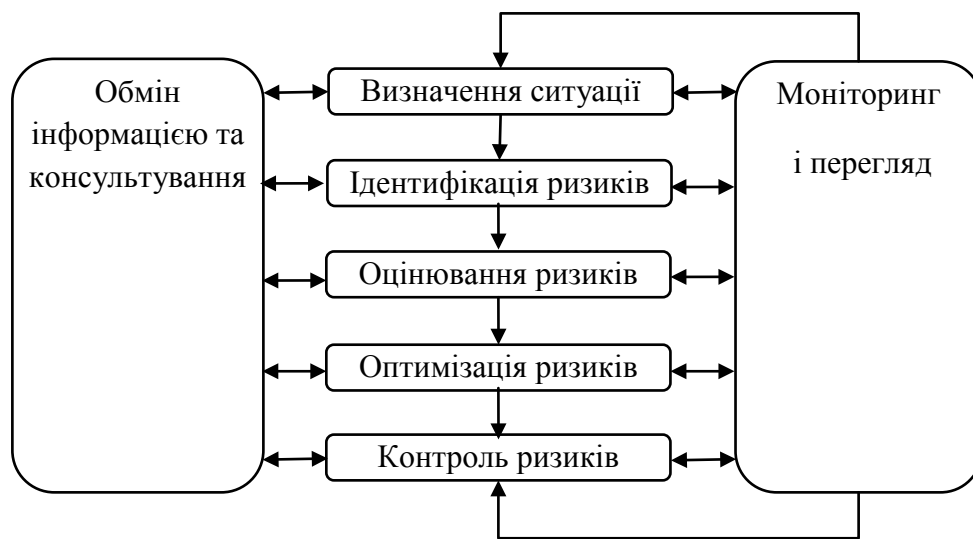 Обмін
інформацією та
консультування
Визначення ситуації
Ідентифікація ризиків
Оцінювання ризиків
Оптимізація ризиків
Контроль ризиків
Моніторинг
і перегляд